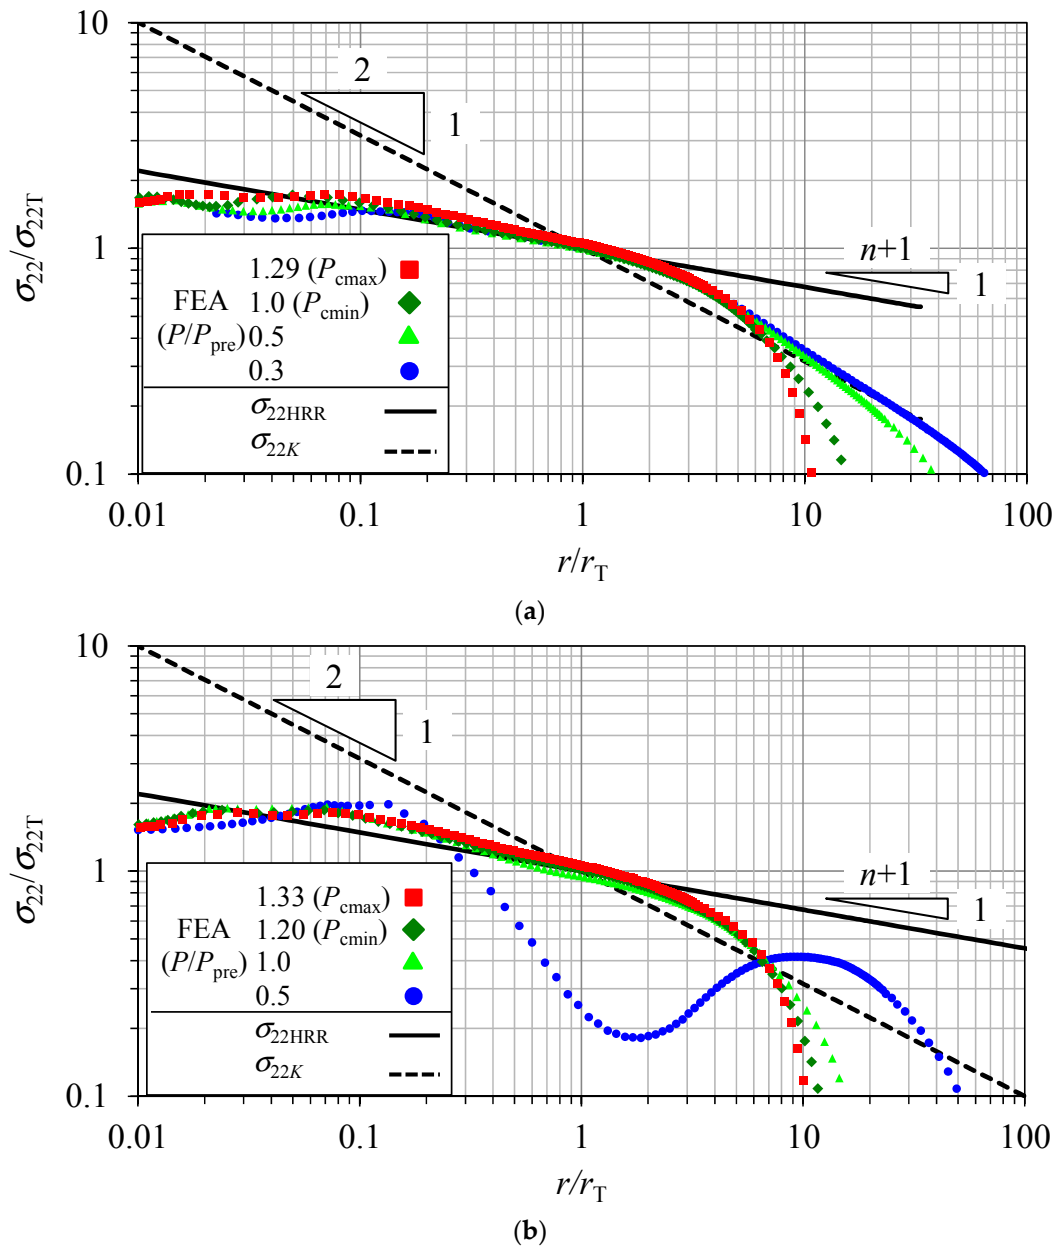 10
2
1
σ22/σ22T
1
n+1
1
1.29 (Pcmax)
FEA 1.0 (Pcmin)
(P/Ppre) 0.5
0.3
σ22HRR
σ22K
0.1
0.01 0.1 1 10 100
r/rT
(a)
10
2
1
σ22/σ22T
1
n+1
1
1.33 (Pcmax)
FEA 1.20 (Pcmin)
(P/Ppre) 1.0
0.5
σ22HRR
σ22K
0.1
0.01 0.1 1 10 100
r/rT
(b)